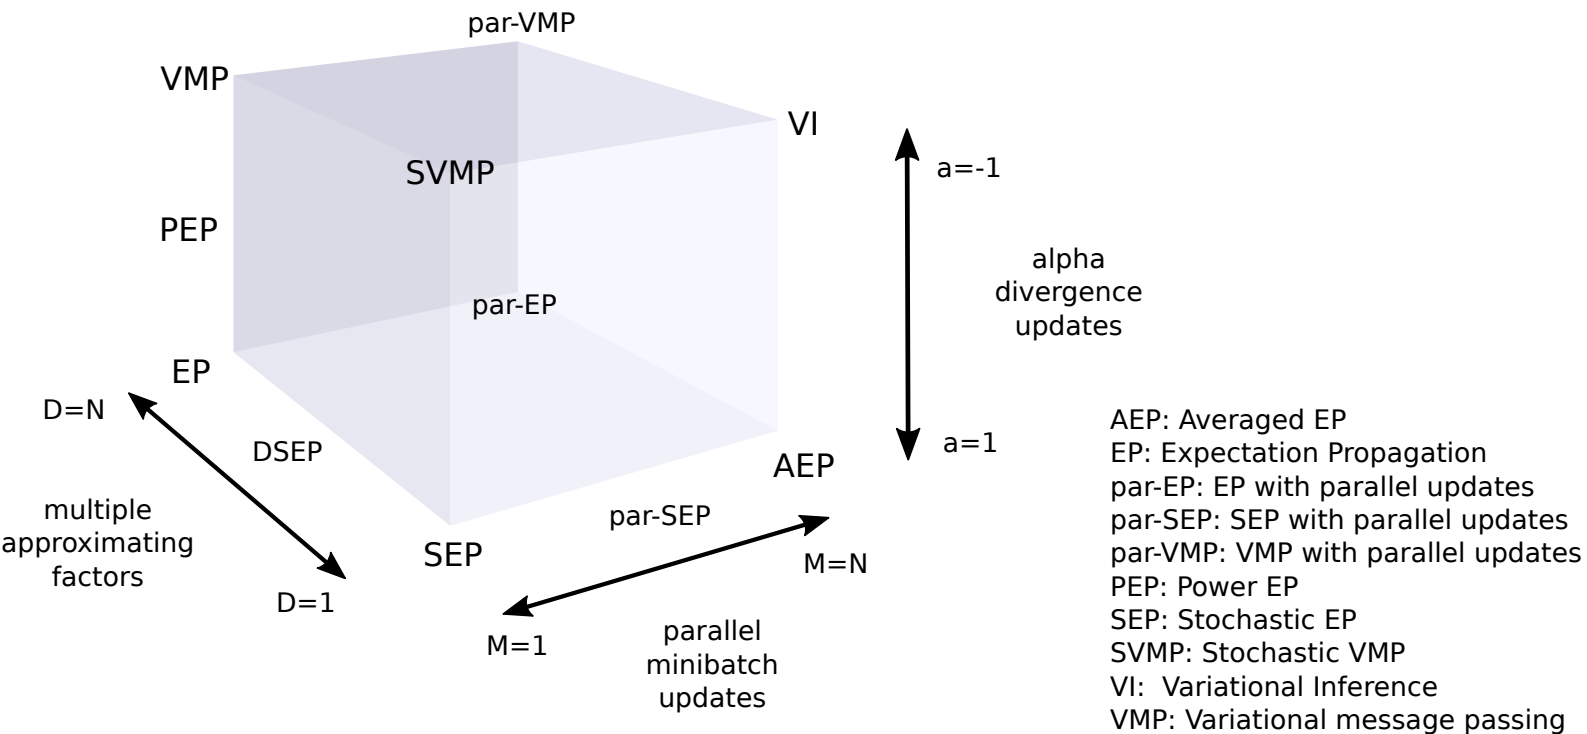 par-VMP
VMP
VI
SVMP
a=-1
PEP
alpha
divergence
updates
par-EP
EP
D=N
DSEP
a=1
AEP
multiple
approximating
factors
par-SEP
SEP
M=N
D=1
M=1
parallel
minibatch
updates
AEP: Averaged EP
EP: Expectation Propagation
par-EP: EP with parallel updates
par-SEP: SEP with parallel updates
par-VMP: VMP with parallel updates
PEP: Power EP
SEP: Stochastic EP
SVMP: Stochastic VMP
VI:  Variational Inference
VMP: Variational message passing